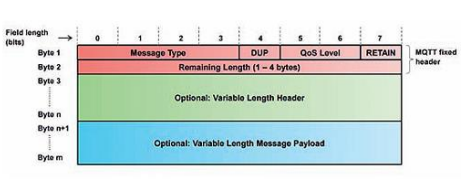 Field length
(bits)
0 1 2 3 4 5 6 7
Byte 1 Message Type DUP QoS Level RETAIN
MQTT fixed
header
Byte 2 Remaining Length (1 – 4 bytes)
Byte 3
Optional: Variable Length Header
Byte n
Byte n+1
Optional: Variable Length Message Payload
Byte m